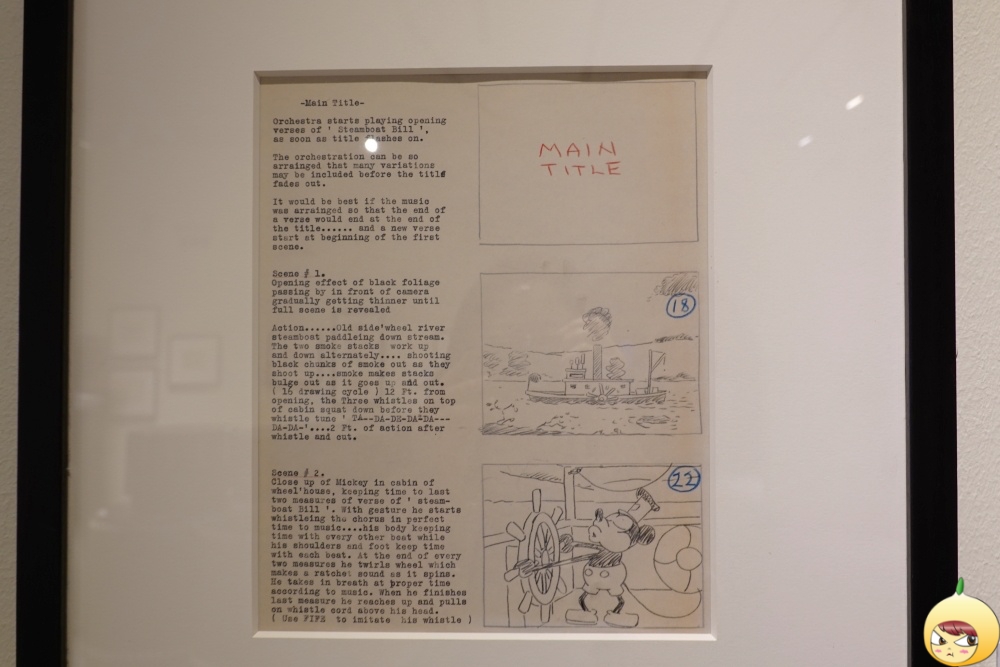 -Main Title-
Orchestra starts playing opening
verses of ' Steamboat Bill ',
as soon as title flashes on.
The orchestration can be so
arrainged that many variations
may be included before the title
fades out.
It would be best if the music
was arrainged so that the end of
a verse would end at the end of
the title...... and a new verse
start at beginning of the first
scene.
MAIN
TITLE
Scene # 1.
Opening effect of black foliage
passing by in front of camera
gradually getting thinner until
full scene is revealed
Action......Old side'wheel river
steamboat paddleing down stream.
The two smoke stacks work up
and down alternately.... shooting
black chunks of smoke out as they
shoot up....smoke makes stacks
bulge out as it goes up and out.
( 16 drawing cycle ) 12 Ft. from
opening, the Three whistles on top
of cabin squat down before they
whistle tune ' TA--DA-DE-DADA---
DA-DA-'....2 Ft. of action after
whistle and cut.
18
Scene # 2.
Close up of Mickey in cabin of
wheel'house, keeping time to last
two measures of verse of ' steam-
boat Bill '. With gesture he starts
whistleing the chorus in perfect
time to music....his body keeping
time with every other beat while
his shoulders and foot keep time
with each beat. At the end of every
two measures he twirls wheel which
makes a ratchet sound as it spins.
He takes in breath at proper time
according to music. When he finishes
last measure he reaches up and pulls
on whistle cord above his head.
( Use FIFE to imitate his whistle )
22